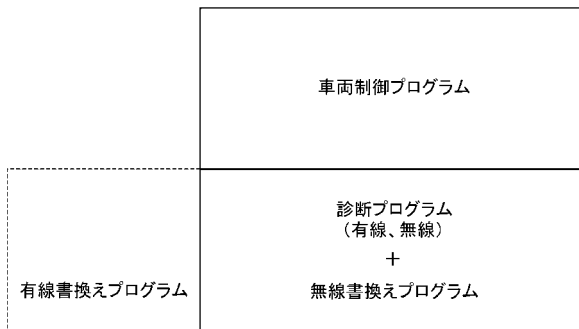 車両制御プログラム
診断プログラム
（有線、無線）
+
有線書換えプログラム
無線書換えプログラム